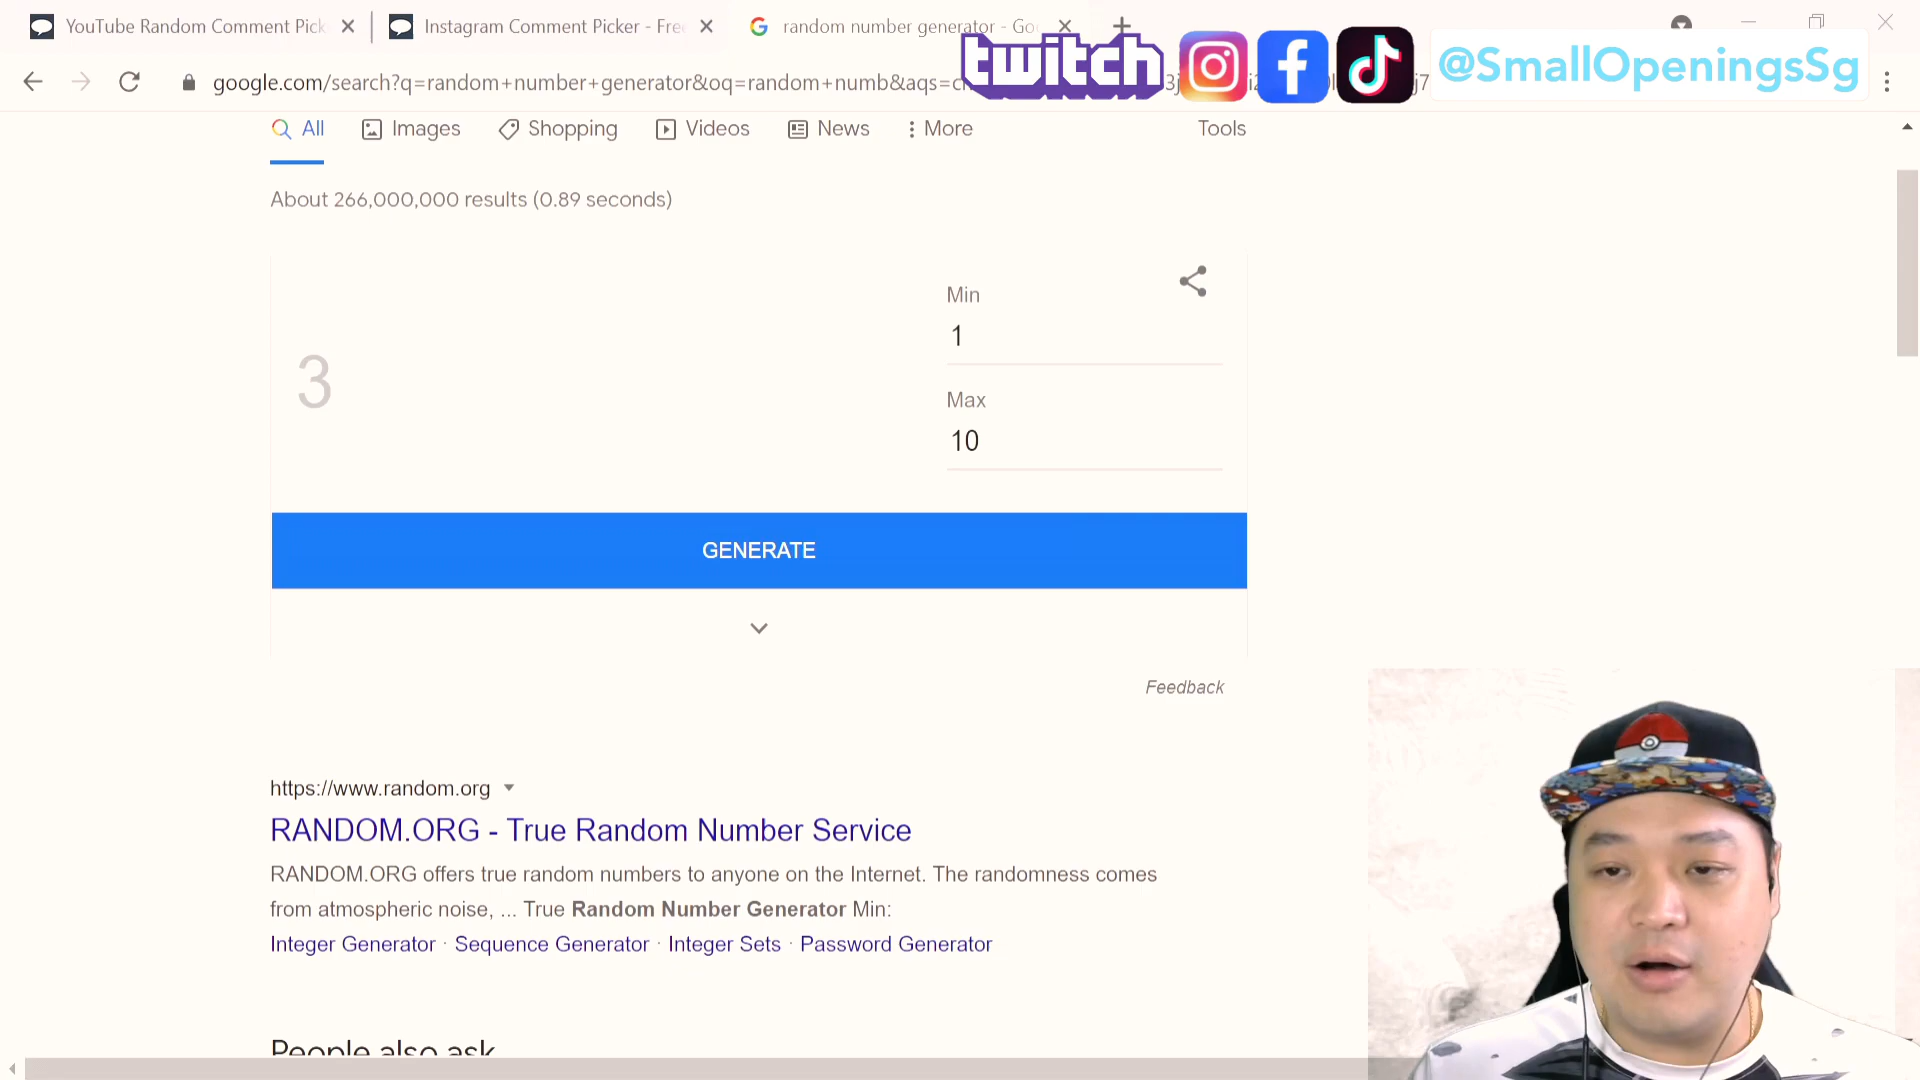 YouTube Random Comment Pick
Instagram Comment Picker - Free
random number generator - Goo
google.com/search?q=random+number+generator&oq=random+numb&aqs=c
j7
twitch
@SmallOpeningsSg
All
Images
Shopping
Videos
News
More
Tools
About 266,000,000 results (0.89 seconds)
Min
1
3
Max
10
GENERATE
Feedback
https://www.random.org
RANDOM.ORG - True Random Number Service
RANDOM.ORG offers true random numbers to anyone on the Internet. The randomness comes
from atmospheric noise, ... True Random Number Generator Min:
Integer Generator · Sequence Generator · Integer Sets · Password Generator
People also ask